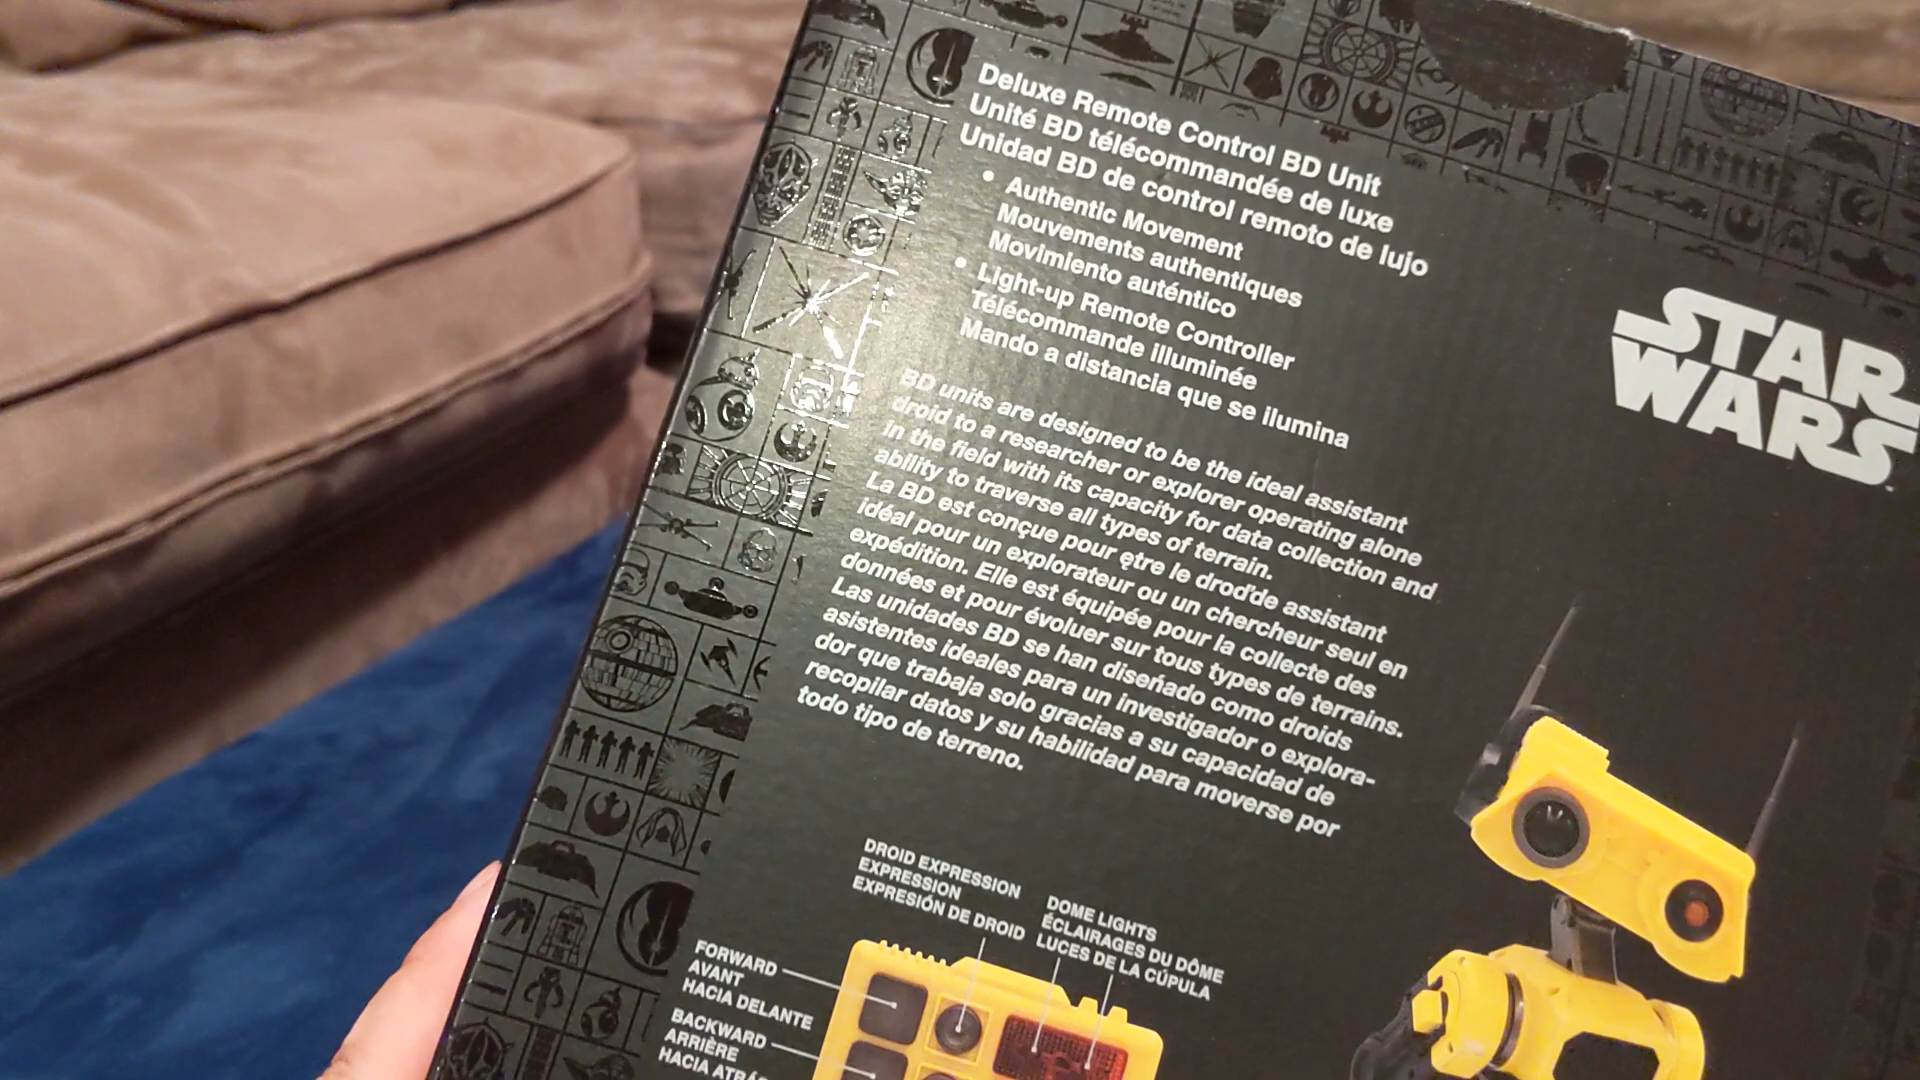 Deluxe Remote Control BD Unit
Unité BD télécommandée de luxe
Unidad BD de control remoto de lujo
• Authentic Movement
Mouvements authentiques
Movimiento auténtico
• Light-up Remote Controller
Télécommande illuminée
Mando a distancia que se ilumina
BD units are designed to be the ideal assistant
droid to a researcher or explorer operating alone
in the field with its capacity for data collection and
ability to traverse all types of terrain.
La BD est conçue pour ętre le drod'de assistant
idéal pour un explorateur ou un chercheur seul en
expédition. Elle est équipée pour la collecte des
données et pour évoluer sur tous types de terrains.
Las unidades BD se han diseńado como droids
asistentes ideales para un investigador o explora-
dor que trabaja solo gracias a su capacidad de
recopilar datos y su habilidad para moverse por
todo tipo de terreno.
STAR
WARS
DROID EXPRESSION
EXPRESSION
EXPRESIÓN DE DROID
DOME LIGHTS
ÉCLAIRAGES DU DÔME
LUCES DE LA CÚPULA
FORWARD
AVANT
HACIA DELANTE
BACKWARD
ARRIÈRE
HACIA